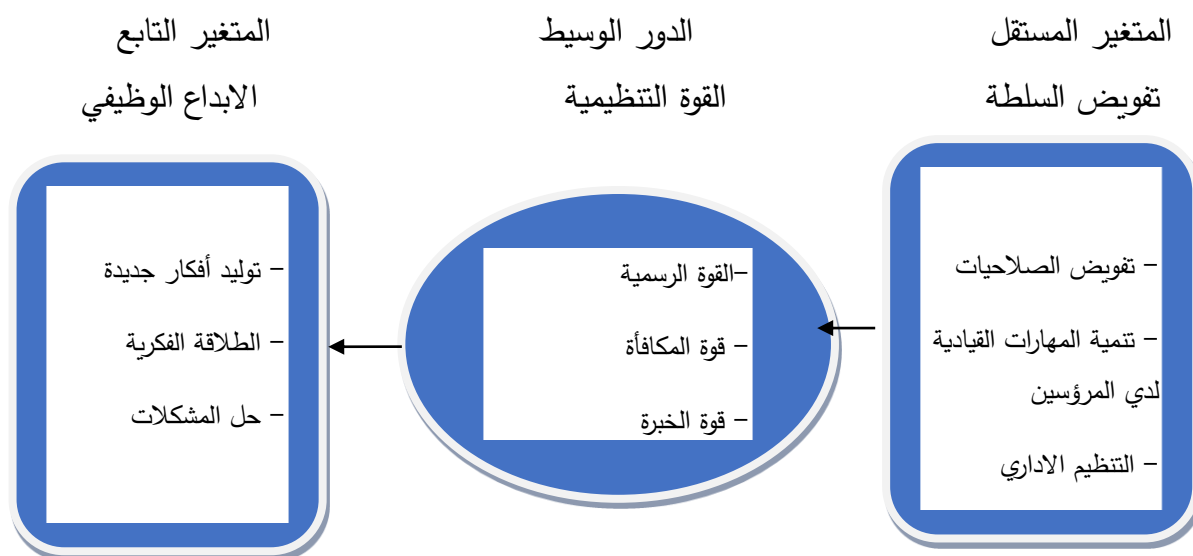 المتغير المستقل
تفويض السلطة
– تفويض الصلاحيات
– تنمية المهارات القيادية
لدي المرؤسين
– التنظيم الاداري
الدور الوسيط
القوة التنظيمية
–القوة الرسمية
– قوة المكافأة
– قوة الخبرة
المتغير التابع
الابداع الوظيفي
– توليد أفكار جديدة
– الطلاقة الفكرية
– حل المشكلات